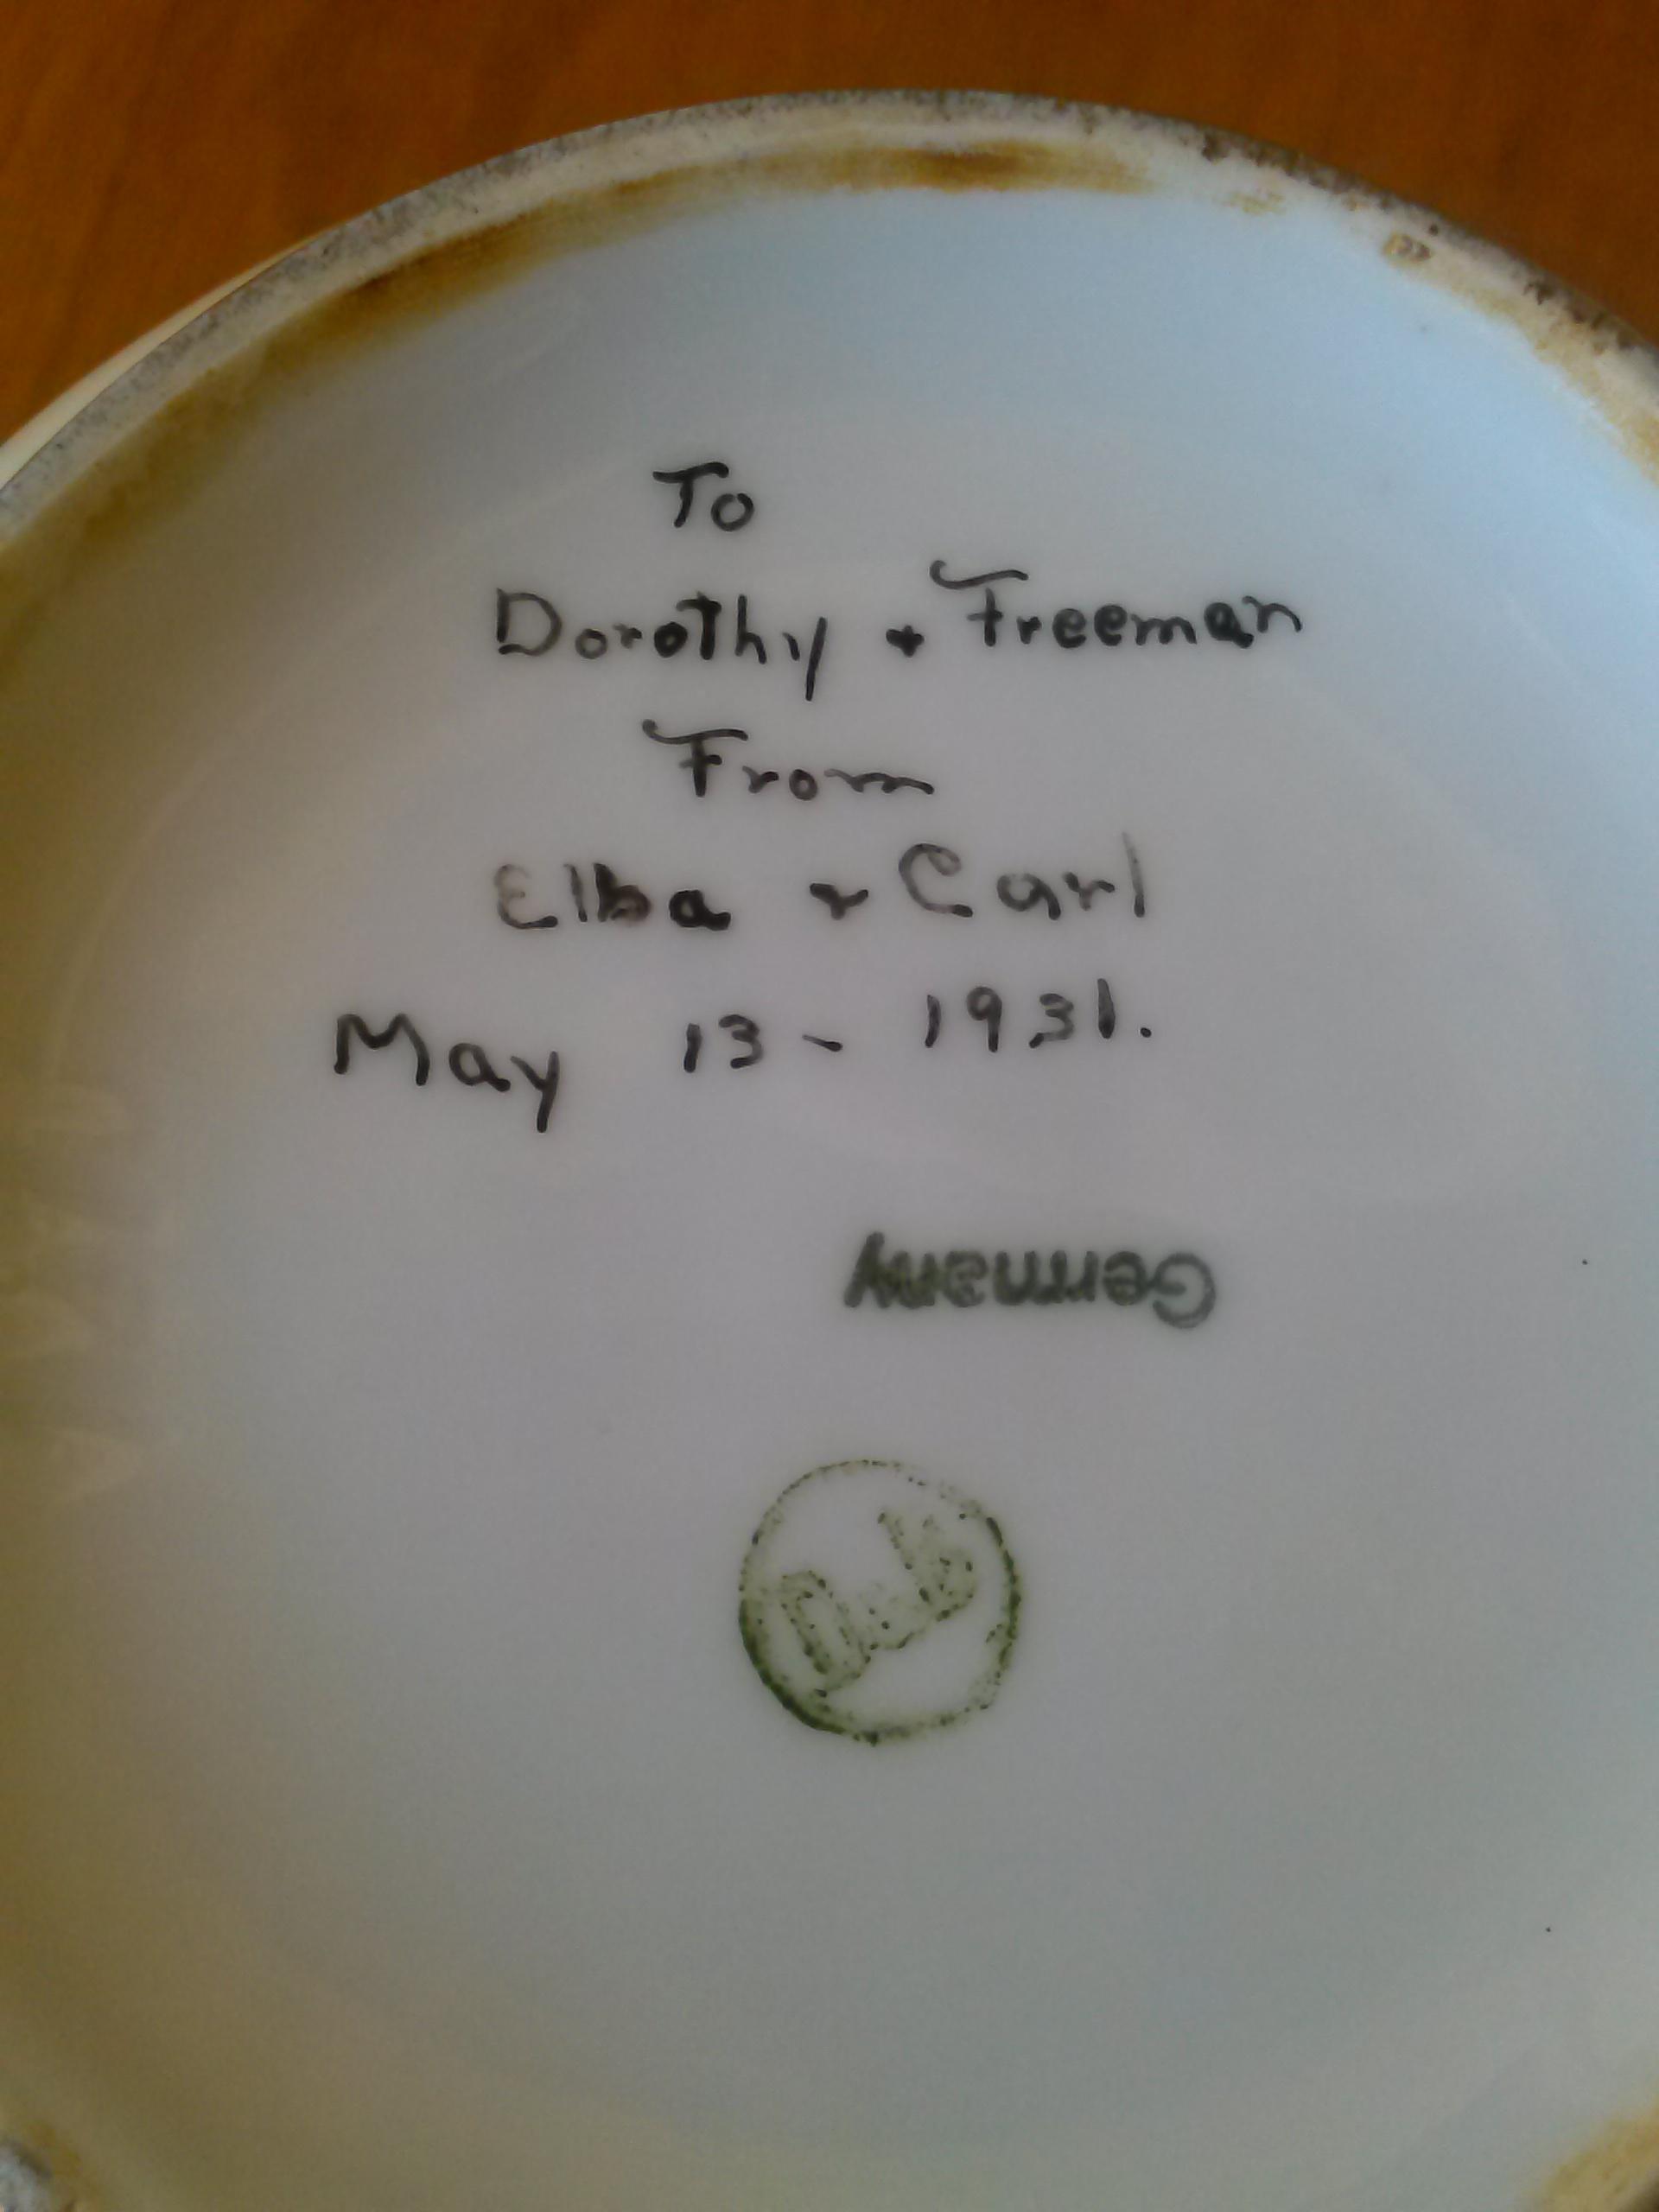 To
Dorothy + Freeman
From
Elba + Carl
May 13 - 1931.
Germany